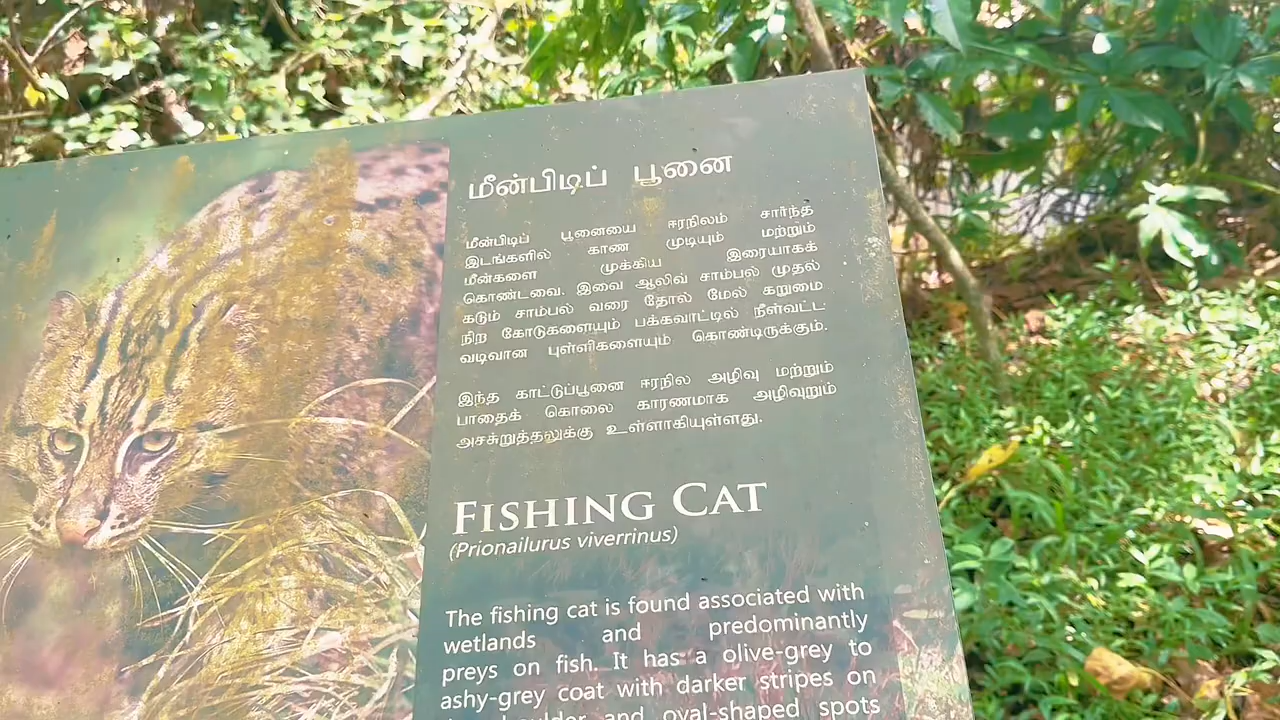 மீன்பிடிப் பூனை
மீன்பிடிப் பூனையை ஈரநிலம் சார்ந்த
இடங்களில் காண முடியும் மற்றும்
மீன்களை முக்கிய இரையாகக்
கொண்டவை. இவை ஆலிவ் சாம்பல் முதல்
கடும் சாம்பல் வரை தோல் மேல் கறுமை
நிற கோடுகளையும் பக்கவாட்டில் நீள்வட்ட
வடிவான புள்ளிகளையும் கொண்டிருக்கும்.
இந்த காட்டுப்பூனை ஈரநில அழிவு மற்றும்
பாதைக் கொலை காரணமாக அழிவுறும்
அசசுறுத்தலுக்கு உள்ளாகியுள்ளது.
FISHING CAT
(Prionailurus viverrinus)
The fishing cat is found associated with
wetlands and predominantly
preys on fish. It has a olive-grey to
ashy-grey coat with darker stripes on
and oval-shaped spots